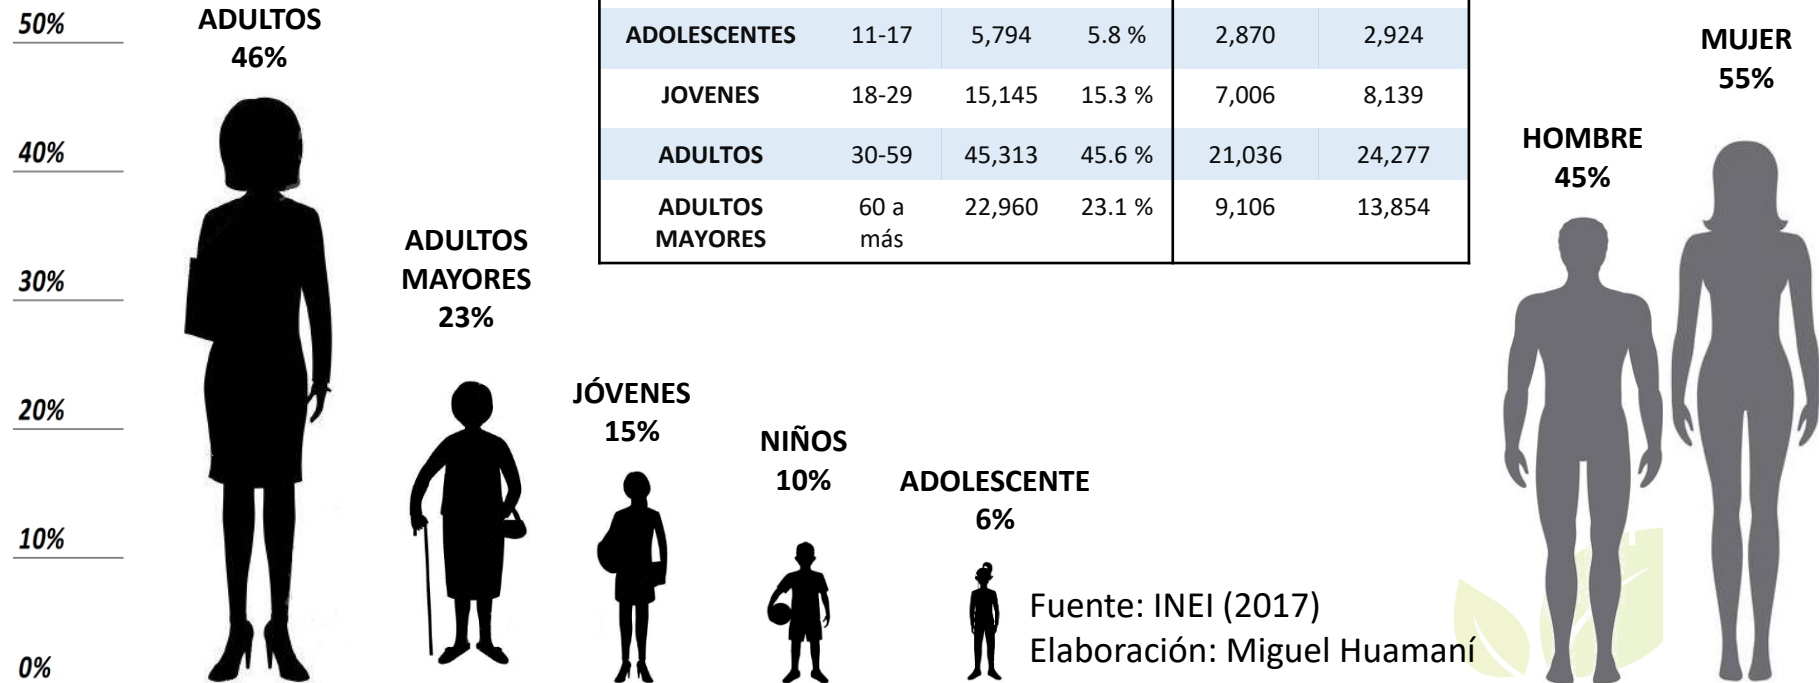 50%
40%
30%
20%
10%
0%
ADULTOS
46%
ADULTOS
MAYORES
23%
JÓVENES
15%
NIÑOS
10%
ADOLESCENTE
6%
ADOLESCENTES 11-17 5,794 5.8 % 2,870 2,924
JOVENES 18-29 15,145 15.3 % 7,006 8,139
ADULTOS 30-59 45,313 45.6 % 21,036 24,277
ADULTOS MAYORES 60 a más 22,960 23.1 % 9,106 13,854
HOMBRE
45%
MUJER
55%
Fuente: INEI (2017)
Elaboración: Miguel Huamaní